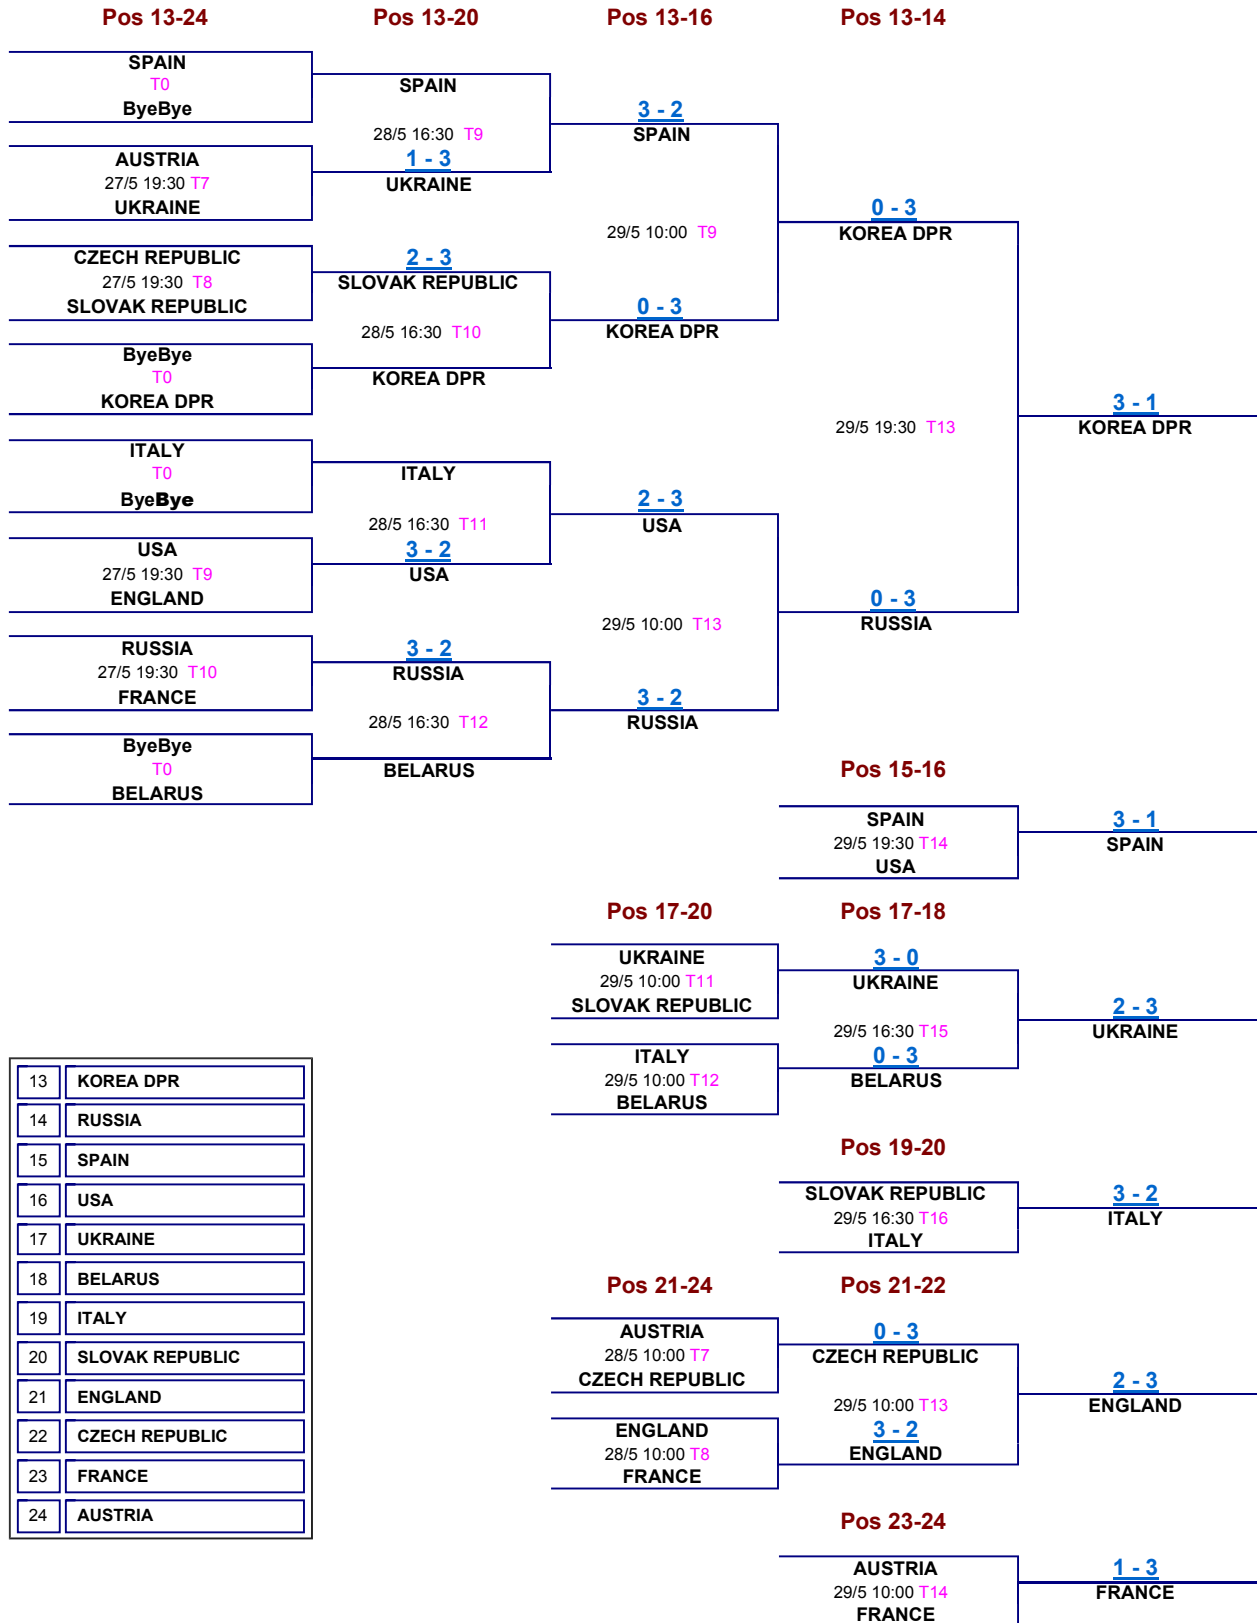 Pos 13-24 Pos 13-20 Pos 13-16 Pos 13-14
SPAIN
T0
ByeBye
SPAIN
28/5 16:30 T9
1 - 3
UKRAINE
3 - 2
SPAIN
AUSTRIA
27/5 19:30 T7
UKRAINE
29/5 10:00 T9
0 - 3
KOREA DPR
CZECH REPUBLIC
27/5 19:30 T8
SLOVAK REPUBLIC
2 - 3
SLOVAK REPUBLIC
28/5 16:30 T10
KOREA DPR
0 - 3
KOREA DPR
ByeBye
T0
KOREA DPR
29/5 19:30 T13
3 - 1
KOREA DPR
ITALY
T0
ByeBye
ITALY
28/5 16:30 T11
3 - 2
USA
2 - 3
USA
USA
27/5 19:30 T9
ENGLAND
29/5 10:00 T13
0 - 3
RUSSIA
RUSSIA
27/5 19:30 T10
FRANCE
3 - 2
RUSSIA
28/5 16:30 T12
BELARUS
3 - 2
RUSSIA
ByeBye
T0
BELARUS
Pos 15-16
SPAIN
29/5 19:30 T14
USA
3 - 1
SPAIN
Pos 17-20 Pos 17-18
UKRAINE
29/5 10:00 T11
SLOVAK REPUBLIC
3 - 0
UKRAINE
29/5 16:30 T15
0 - 3
BELARUS
2 - 3
UKRAINE
ITALY
29/5 10:00 T12
BELARUS
Pos 19-20
SLOVAK REPUBLIC
29/5 16:30 T16
ITALY
3 - 2
ITALY
Pos 21-24 Pos 21-22
AUSTRIA
28/5 10:00 T7
CZECH REPUBLIC
0 - 3
CZECH REPUBLIC
29/5 10:00 T13
3 - 2
ENGLAND
2 - 3
ENGLAND
ENGLAND
28/5 10:00 T8
FRANCE
Pos 23-24
AUSTRIA
29/5 10:00 T14
FRANCE
1 - 3
FRANCE
13 KOREA DPR
14 RUSSIA
15 SPAIN
16 USA
17 UKRAINE
18 BELARUS
19 ITALY
20 SLOVAK REPUBLIC
21 ENGLAND
22 CZECH REPUBLIC
23 FRANCE
24 AUSTRIA